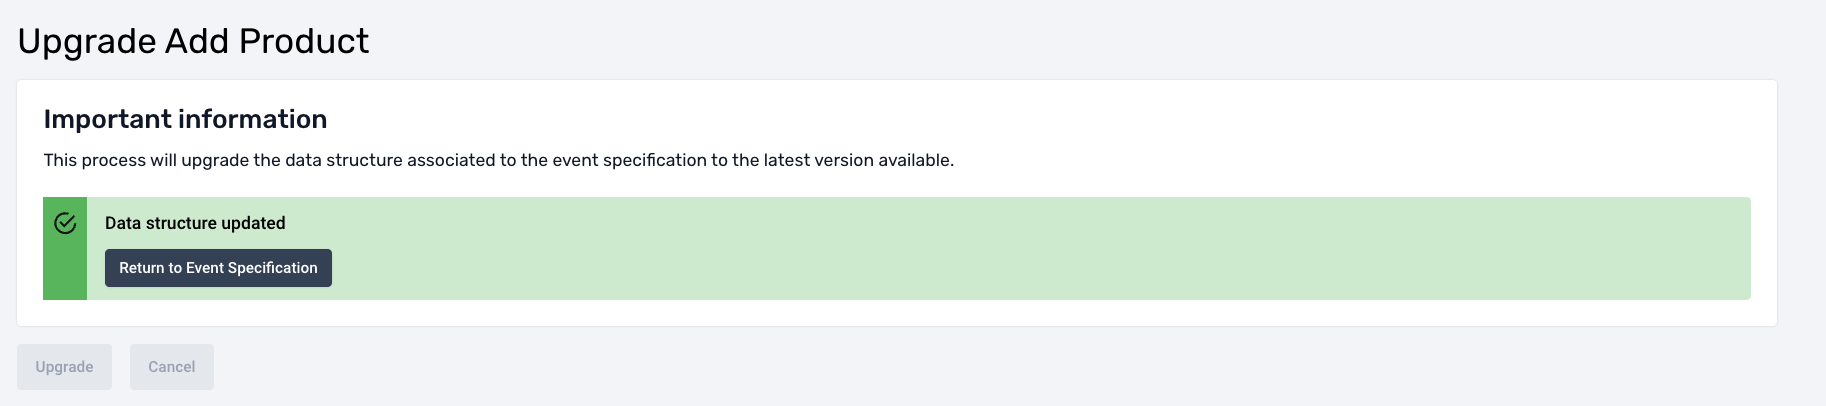 Upgrade Add Product
Important information
This process will upgrade the data structure associated to the event specification to the latest version available.
Data structure updated
Return to Event Specification
Upgrade
Cancel